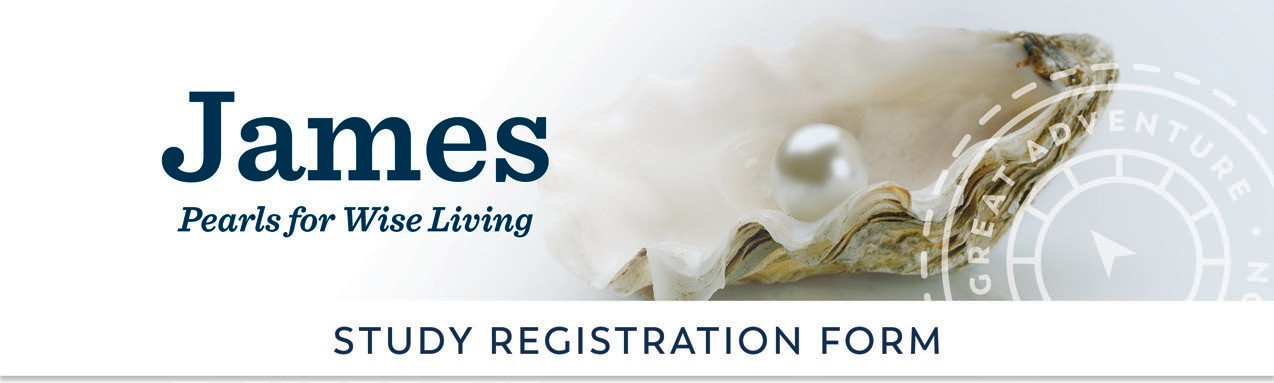 James
Pearls for Wise Living
GREAT ADVENTURE
STUDY REGISTRATION FORM